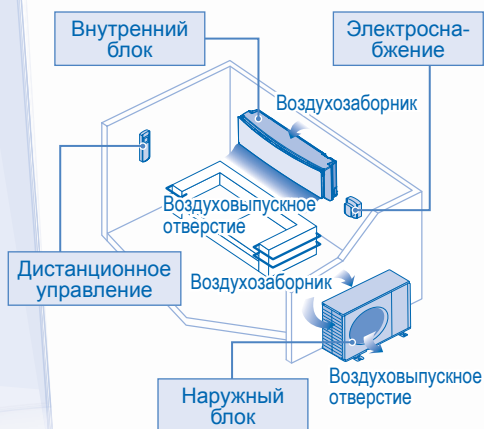 Внутренний
блок
Электросна-
бжение
Воздухозаборник
Воздуховыпускное
отверстие
Дистанционное
управление
Воздухозаборник
Воздуховыпускное
отверстие
Наружный
блок